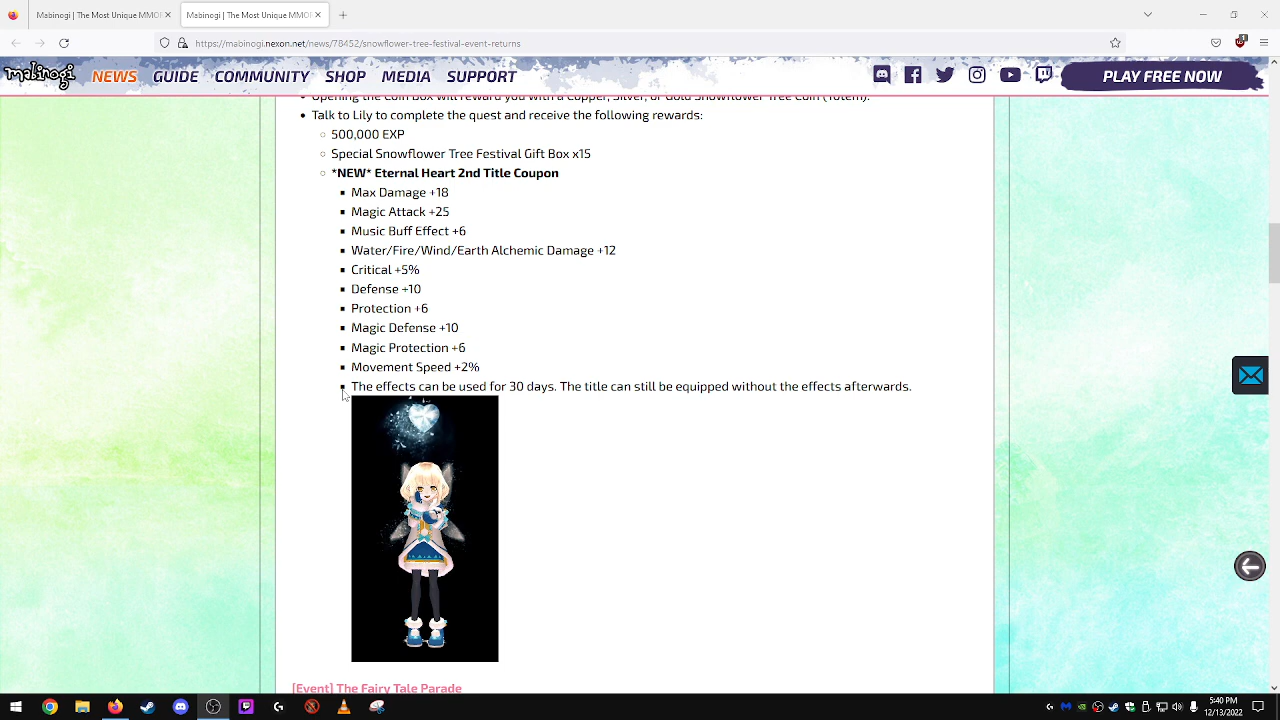 Mabinogi | The Most Unique MMOR
Mabinogi | The Most Unique MMOR
https://mabinogi.nexon.net/news/78452/snowflower-tree-festival-event-returns
mabinogi
NEWS
GUIDE
COMMUNITY
SHOP
MEDIA
SUPPORT
PLAY FREE NOW
Talk to Lily to complete the quest and receive the following rewards:
500,000 EXP
Special Snowflower Tree Festival Gift Box x15
*NEW* Eternal Heart 2nd Title Coupon
Max Damage +18
Magic Attack +25
Music Buff Effect +6
Water/Fire/Wind/Earth Alchemic Damage +12
Critical +5%
Defense +10
Protection +6
Magic Defense +10
Magic Protection +6
Movement Speed +2%
The effects can be used for 30 days. The title can still be equipped without the effects afterwards.
[Event] The Fairy Tale Parade
5:40 PM
12/13/2022